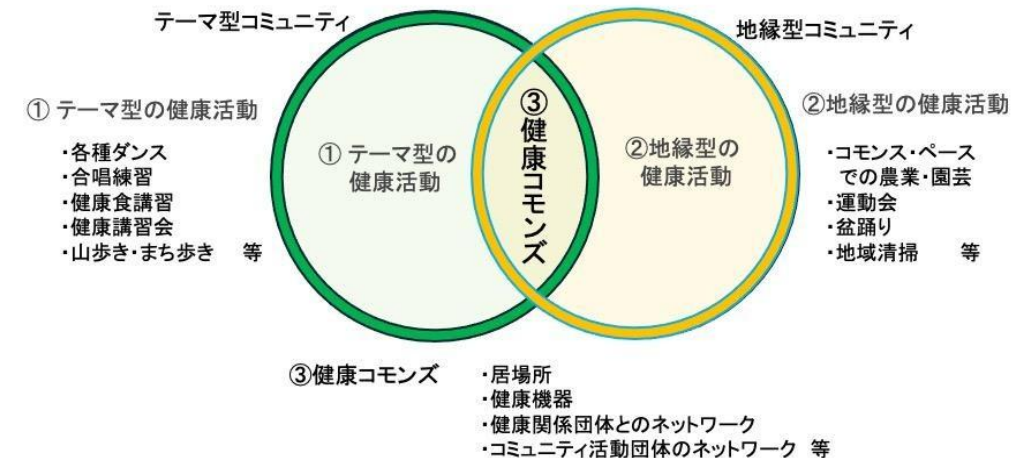 テーマ型コミュニティ
地縁型コミュニティ
① テーマ型の健康活動
・各種ダンス
・合唱練習
・健康食講習
・健康講習会
・山歩き・まち歩き 等
① テーマ型の
健康活動
③健康コモンズ
②地縁型の
健康活動
②地縁型の健康活動
・コモンス・ペース
での農業・園芸
・運動会
・盆踊り
・地域清掃 等
③健康コモンズ
・居場所
・健康機器
・健康関係団体とのネットワーク
・コミュニティ活動団体のネットワーク 等